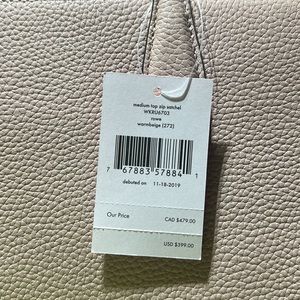 medium top zip satchel
WKRU6703
rowe
warmbeige (272)
7 67883 57884 1
debuted on 11-18-2019
Our Price CAD $479.00
USD $399.00